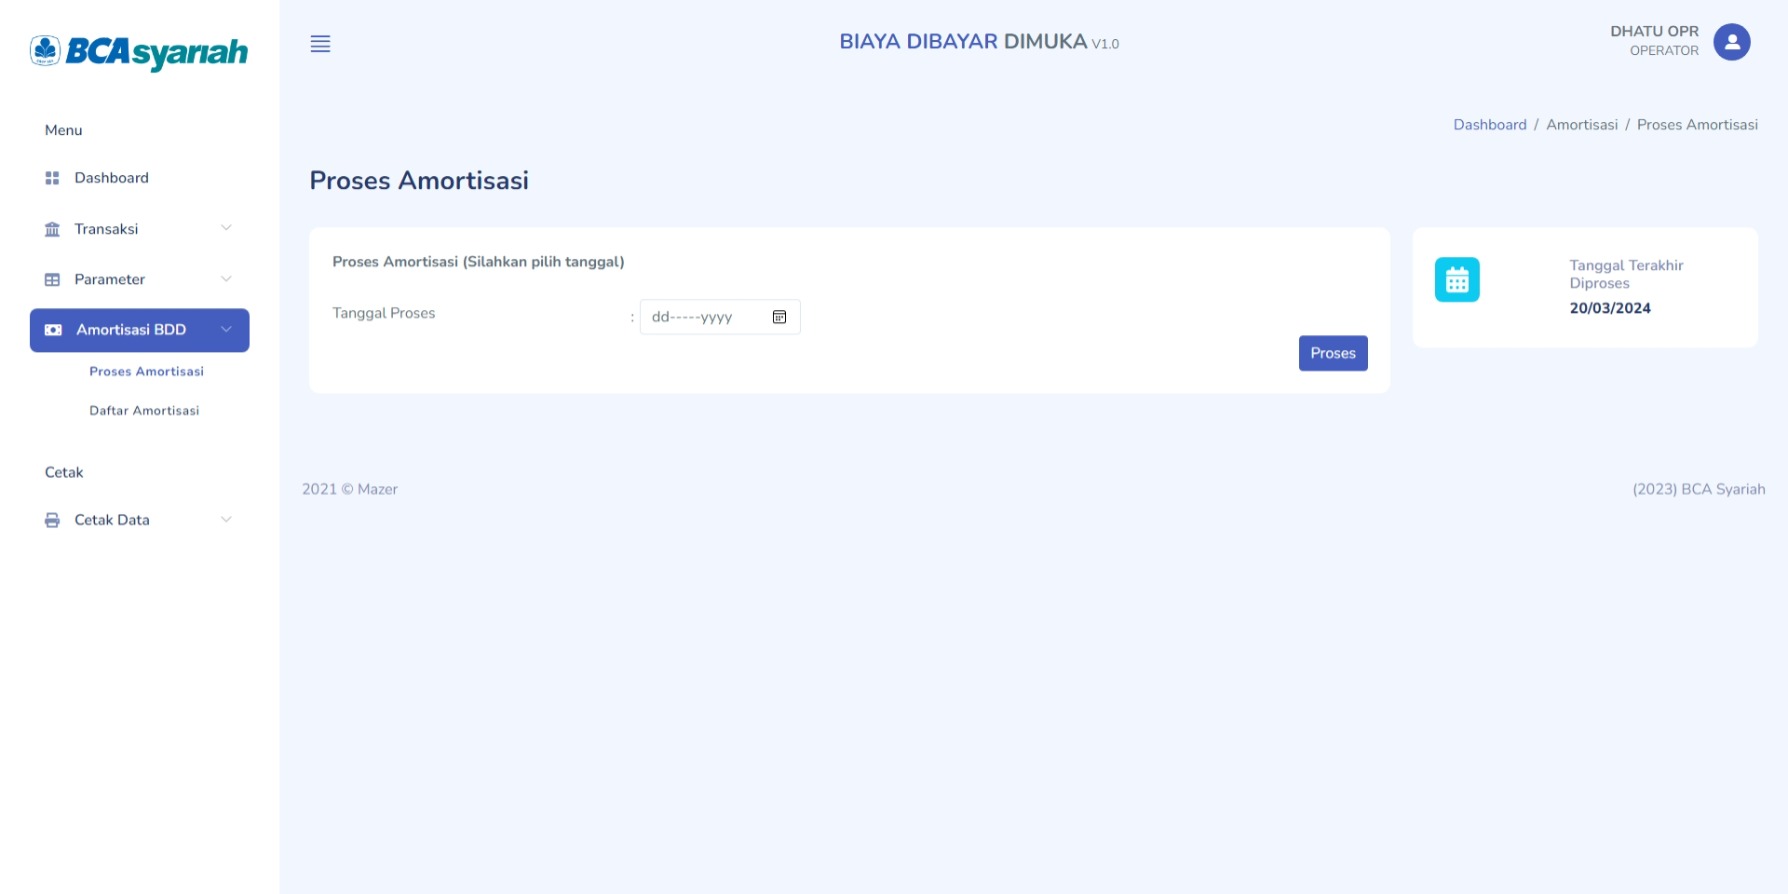 BCA syariah
BIAYA DIBAYAR DIMUKA V1.0
DHATU OPR
OPERATOR
Menu
Dashboard
Transaksi
Parameter
Amortisasi BDD
Proses Amortisasi
Daftar Amortisasi
Cetak
Cetak Data
Dashboard / Amortisasi / Proses Amortisasi
Proses Amortisasi
Proses Amortisasi (Silahkan pilih tanggal)
Tanggal Proses : dd-----yyyy
Proses
Tanggal Terakhir
Diproses
20/03/2024
2021 © Mazer
(2023) BCA Syariah